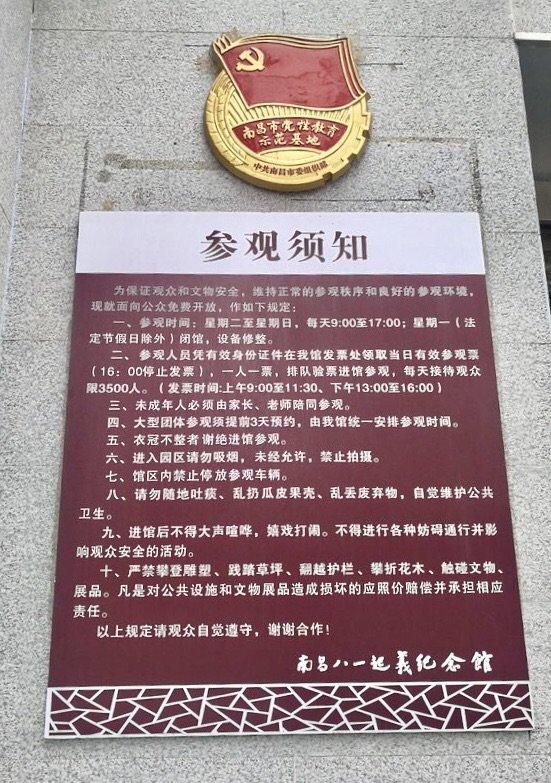 南昌市党性教育
示范基地
中共南昌市委组织部
参观须知
为保证观众和文物安全，维持正常的参观秩序和良好的参观环境，
现就面向公众免费开放，作如下规定：
一、参观时间：星期二至星期日，每天9:00至17:00；星期一（法
定节假日除外）闭馆，设备修整。
二、参观人员凭有效身份证件在我馆发票处领取当日有效参观票
（16：00停止发票），一人一票，排队验票进馆参观，每天接待观众
限3500人。（发票时间:上午9:00至11:30、下午13:00至16:00）
三、未成年人必须由家长、老师陪同参观。
四、大型团体参观须提前3天预约，由我馆统一安排参观时间。
五、衣冠不整者谢绝进馆参观。
六、进入园区请勿吸烟，未经允许，禁止拍摄。
七、馆区内禁止停放参观车辆。
八、请勿随地吐痰、乱扔瓜皮果壳、乱丢废弃物，自觉维护公共
卫生。
九、进馆后不得大声喧哗，嬉戏打闹。不得进行各种妨碍通行并影
响观众安全的活动。
十、严禁攀登雕塑、践踏草坪、翻越护栏、攀折花木、触碰文物、
展品。凡是对公共设施和文物展品造成损坏的应照价赔偿并承担相应
责任。
以上规定请观众自觉遵守，谢谢合作！
南昌八一起義纪念館